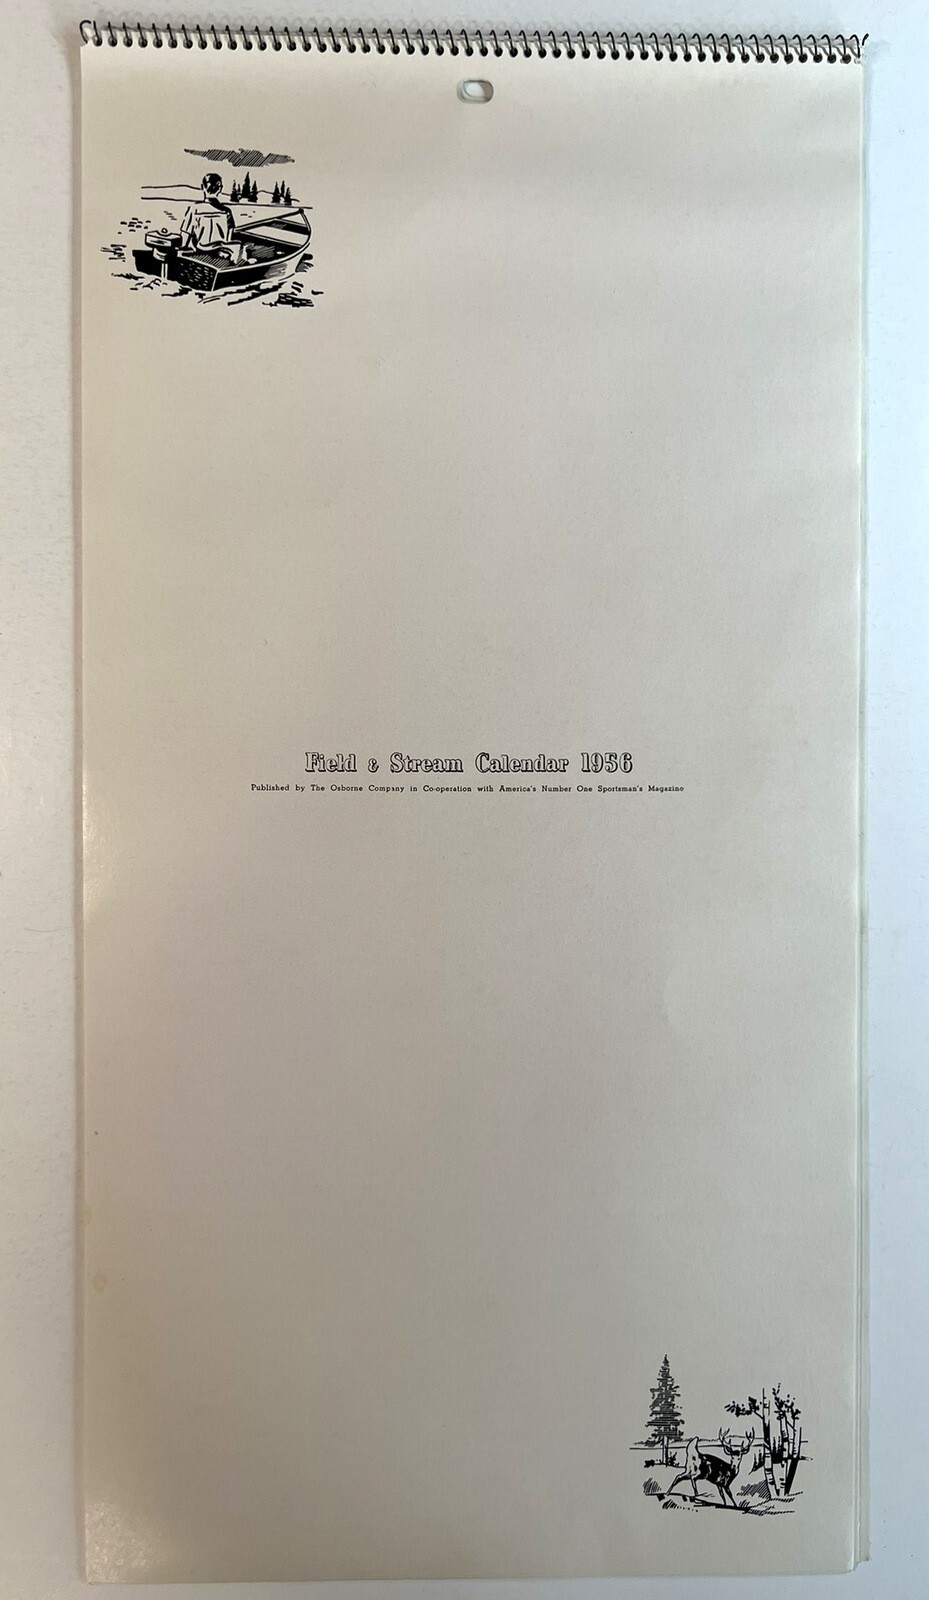 Field & Stream Calendar 1956
Published by The Osborne Company in Co-operation with America's Number One Sportsman's Magazine